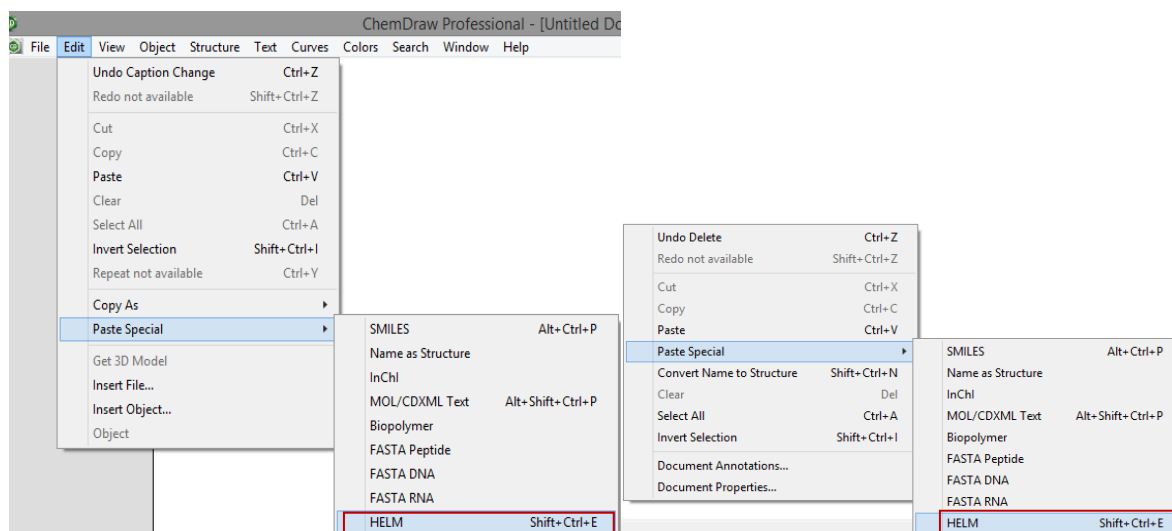 ChemDraw Professional - [Untitled Do
File Edit View Object Structure Text Curves Colors Search Window Help
Undo Caption Change Ctrl+Z
Redo not available Shift+Ctrl+Z
Cut Ctrl+X
Copy Ctrl+C
Paste Ctrl+V
Clear Del
Select All Ctrl+A
Invert Selection Shift+Ctrl+I
Repeat not available Ctrl+Y
Copy As
Paste Special
Get 3D Model
Insert File...
Insert Object...
Object
SMILES Alt+Ctrl+P
Name as Structure
InChI
MOL/CDXML Text Alt+Shift+Ctrl+P
Biopolymer
FASTA Peptide
FASTA DNA
FASTA RNA
HELM Shift+Ctrl+E
Undo Delete Ctrl+Z
Redo not available Shift+Ctrl+Z
Cut Ctrl+X
Copy Ctrl+C
Paste Ctrl+V
Paste Special
Convert Name to Structure Shift+Ctrl+N
Clear Del
Select All Ctrl+A
Invert Selection Shift+Ctrl+I
Document Annotations...
Document Properties...
SMILES Alt+Ctrl+P
Name as Structure
InChI
MOL/CDXML Text Alt+Shift+Ctrl+P
Biopolymer
FASTA Peptide
FASTA DNA
FASTA RNA
HELM Shift+Ctrl+E